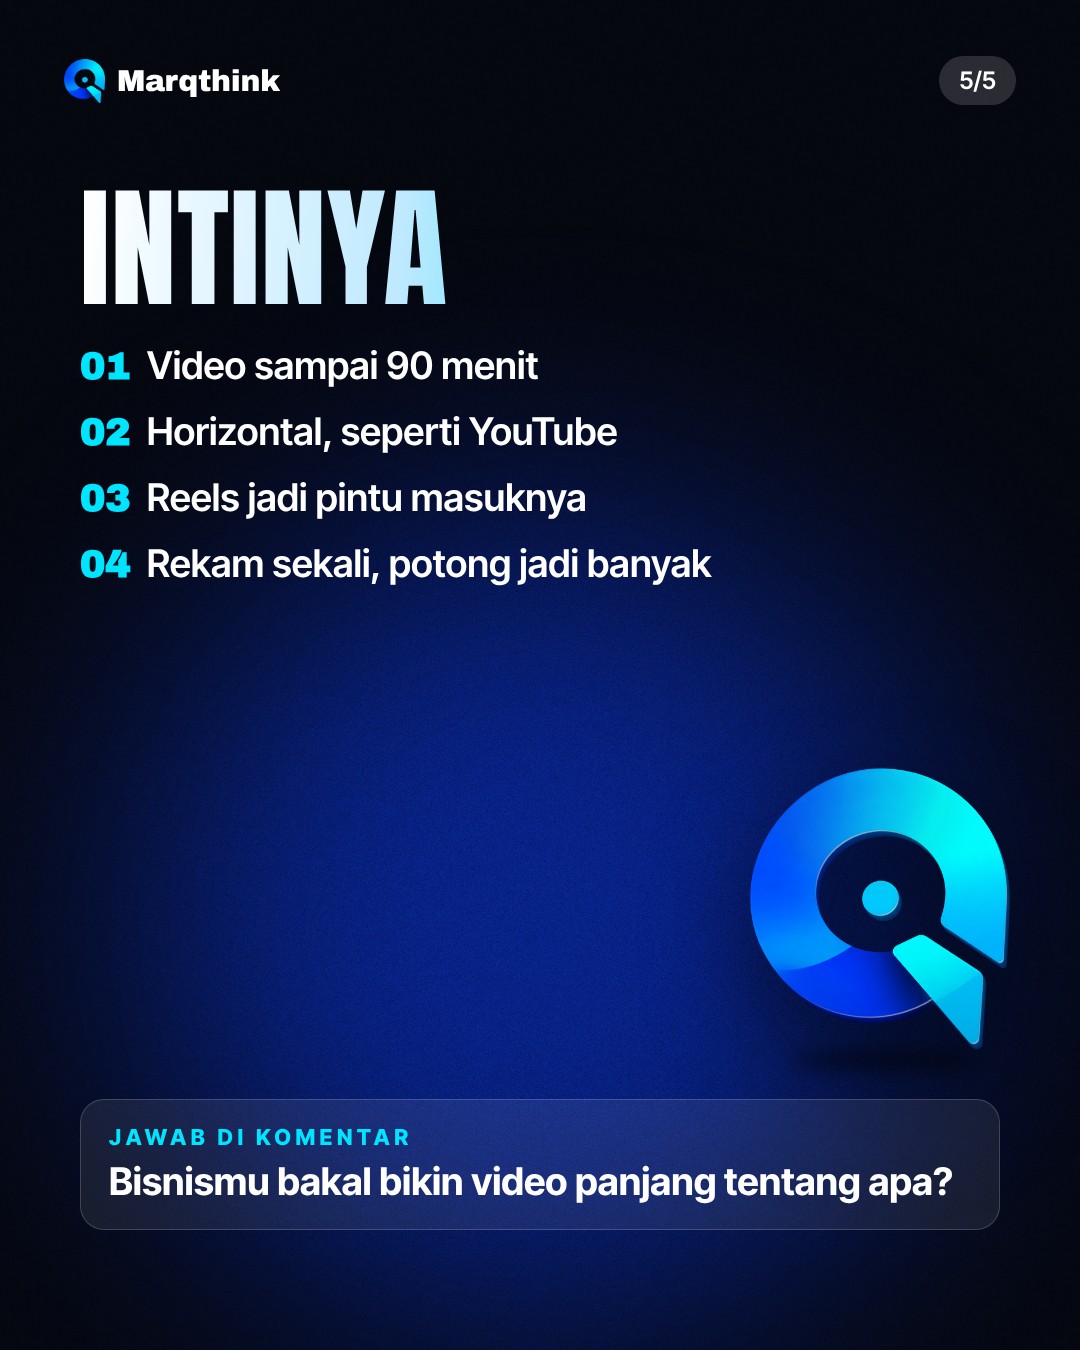 Marqthink
5/5
INTINYA
01 Video sampai 90 menit
02 Horizontal, seperti YouTube
03 Reels jadi pintu masuknya
04 Rekam sekali, potong jadi banyak
JAWAB DI KOMENTAR
Bisnismu bakal bikin video panjang tentang apa?